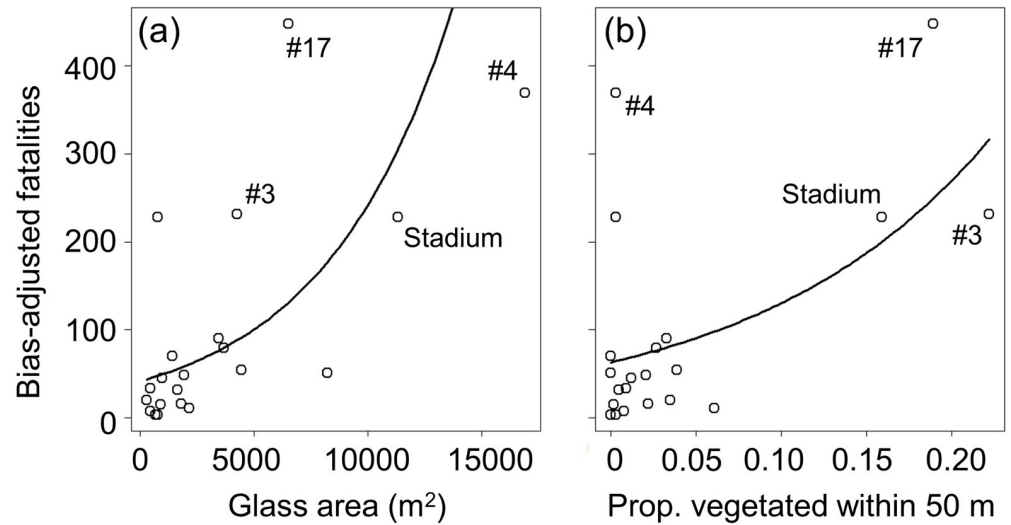 (a)
#17
#4
#3
Stadium
Bias-adjusted fatalities
400
300
200
100
0
0 5000 10000 15000
Glass area (m²)
(b)
#17
#4
Stadium
#3
0 0.05 0.10 0.15 0.20
Prop. vegetated within 50 m